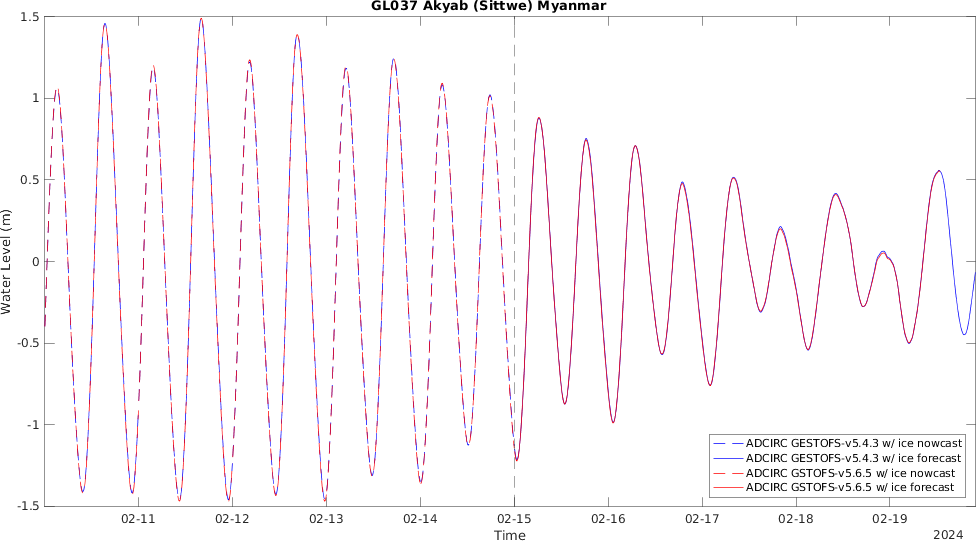 GL037 Akyab (Sittwe) Myanmar
1.5
1
0.5
0
-0.5
-1
-1.5
Water Level (m)
02-11
02-12
02-13
02-14
02-15
02-16
02-17
02-18
02-19
Time
2024
ADCIRC GESTOFS-v5.4.3 w/ ice nowcast
ADCIRC GESTOFS-v5.4.3 w/ ice forecast
ADCIRC GSTOFS-v5.6.5 w/ ice nowcast
ADCIRC GSTOFS-v5.6.5 w/ ice forecast